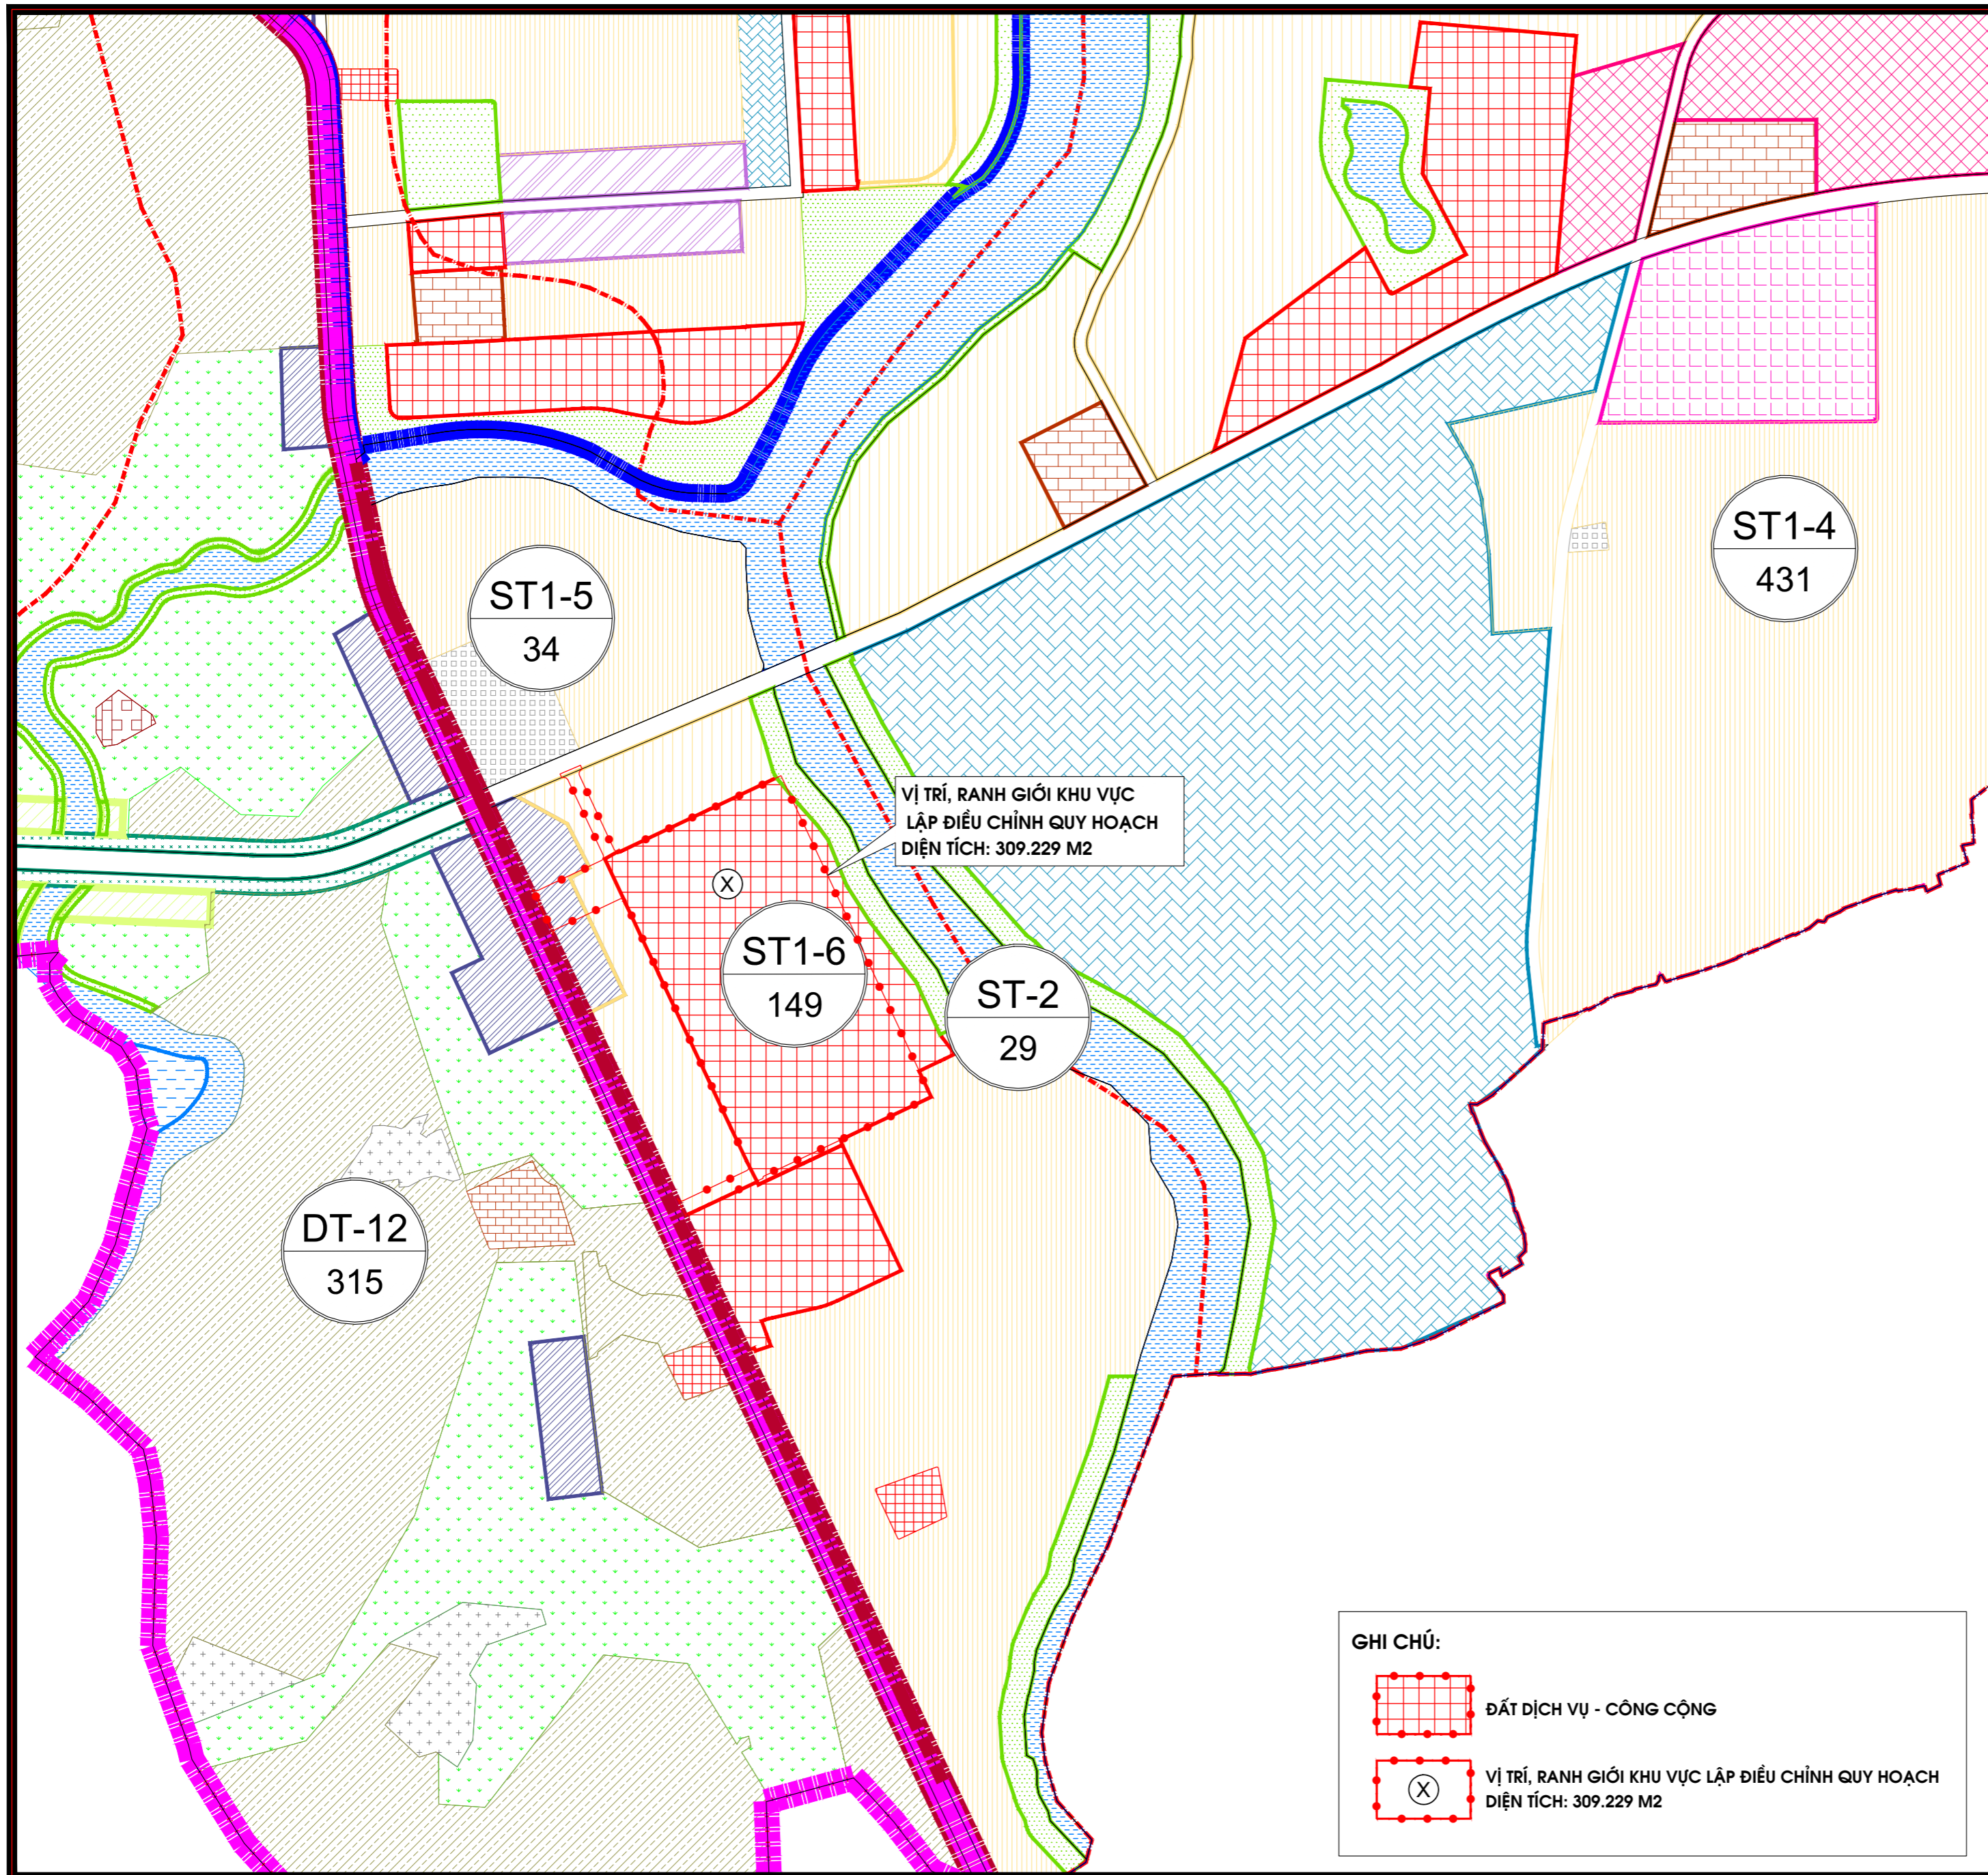 ST1-4
431
ST1-5
34
VỊ TRÍ, RANH GIỚI KHU VỰC
LẬP ĐIỀU CHỈNH QUY HOẠCH
DIỆN TÍCH: 309.229 M2
X
ST1-6
149
ST-2
29
DT-12
315
GHI CHÚ:
ĐẤT DỊCH VỤ - CÔNG CỘNG
X
VỊ TRÍ, RANH GIỚI KHU VỰC LẬP ĐIỀU CHỈNH QUY HOẠCH
DIỆN TÍCH: 309.229 M2